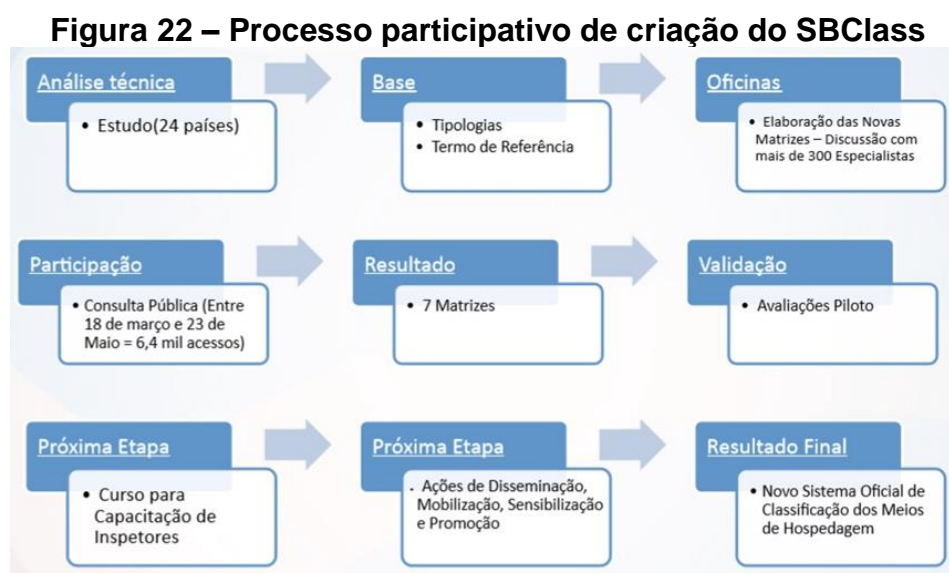 Figura 22 – Processo participativo de criação do SBClass
Análise técnica
• Estudo(24 países)
Base
• Tipologias
• Termo de Referência
Oficinas
• Elaboração das Novas
Matrizes – Discussão com
mais de 300 Especialistas
Participação
• Consulta Pública (Entre
18 de março e 23 de
Maio = 6,4 mil acessos)
Resultado
• 7 Matrizes
Validação
• Avaliações Piloto
Próxima Etapa
• Curso para
Capacitação de
Inspetores
Próxima Etapa
. Ações de Disseminação,
Mobilização, Sensibilização
e Promoção
Resultado Final
• Novo Sistema Oficial de
Classificação dos Meios
de Hospedagem